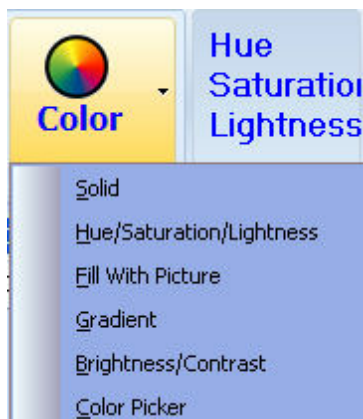 Color
Hue
Saturation
Lightness
Solid
Hue/Saturation/Lightness
Fill With Picture
Gradient
Brightness/Contrast
Color Picker